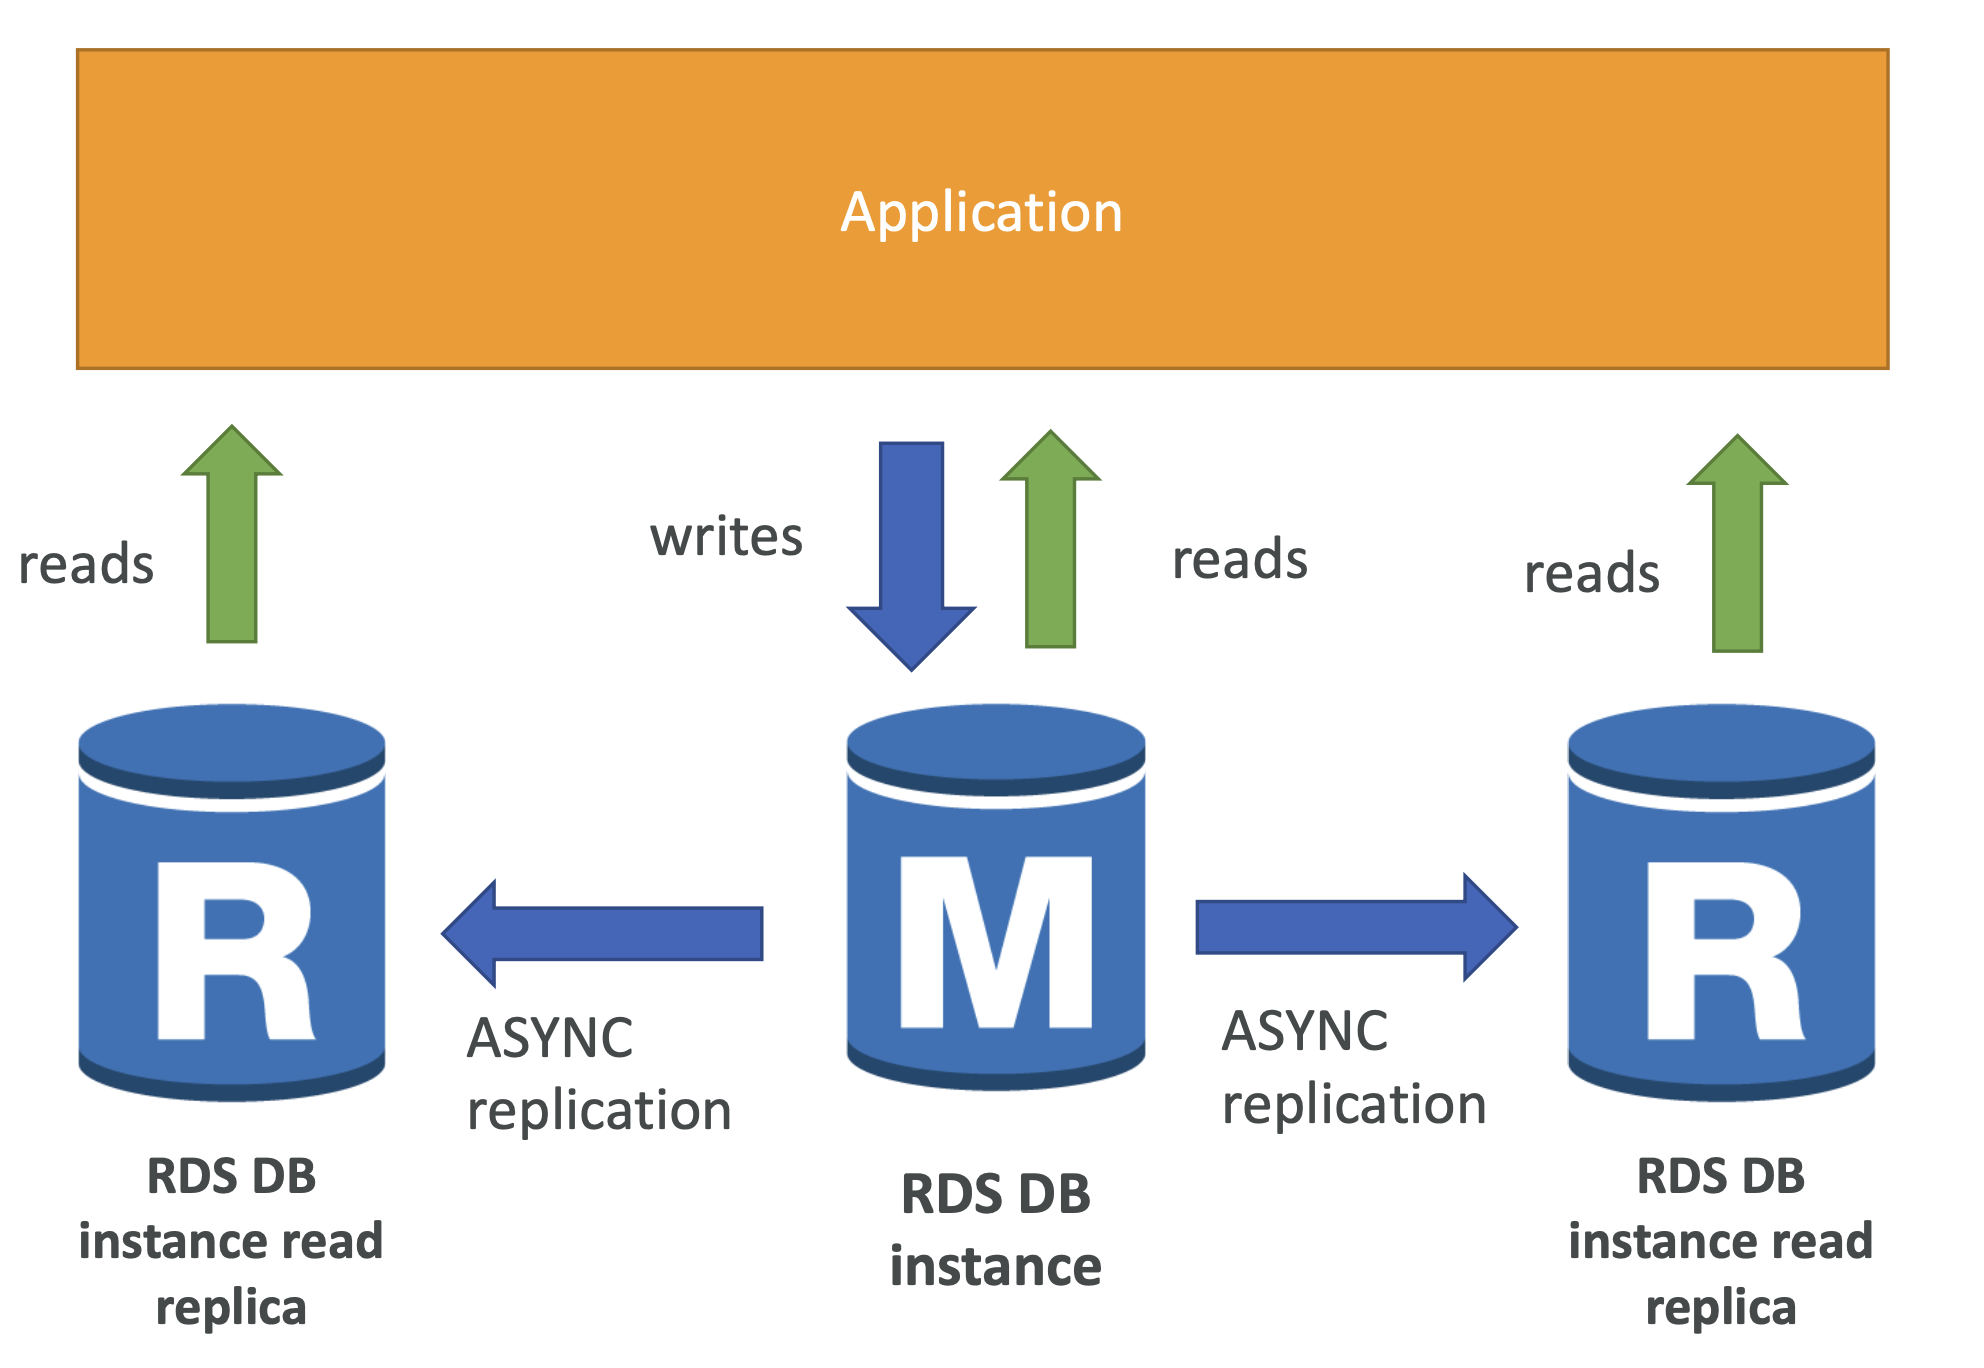 Application
reads
writes
reads
reads
R
M
R
ASYNC
replication
ASYNC
replication
RDS DB
instance read
replica
RDS DB
instance
RDS DB
instance read
replica